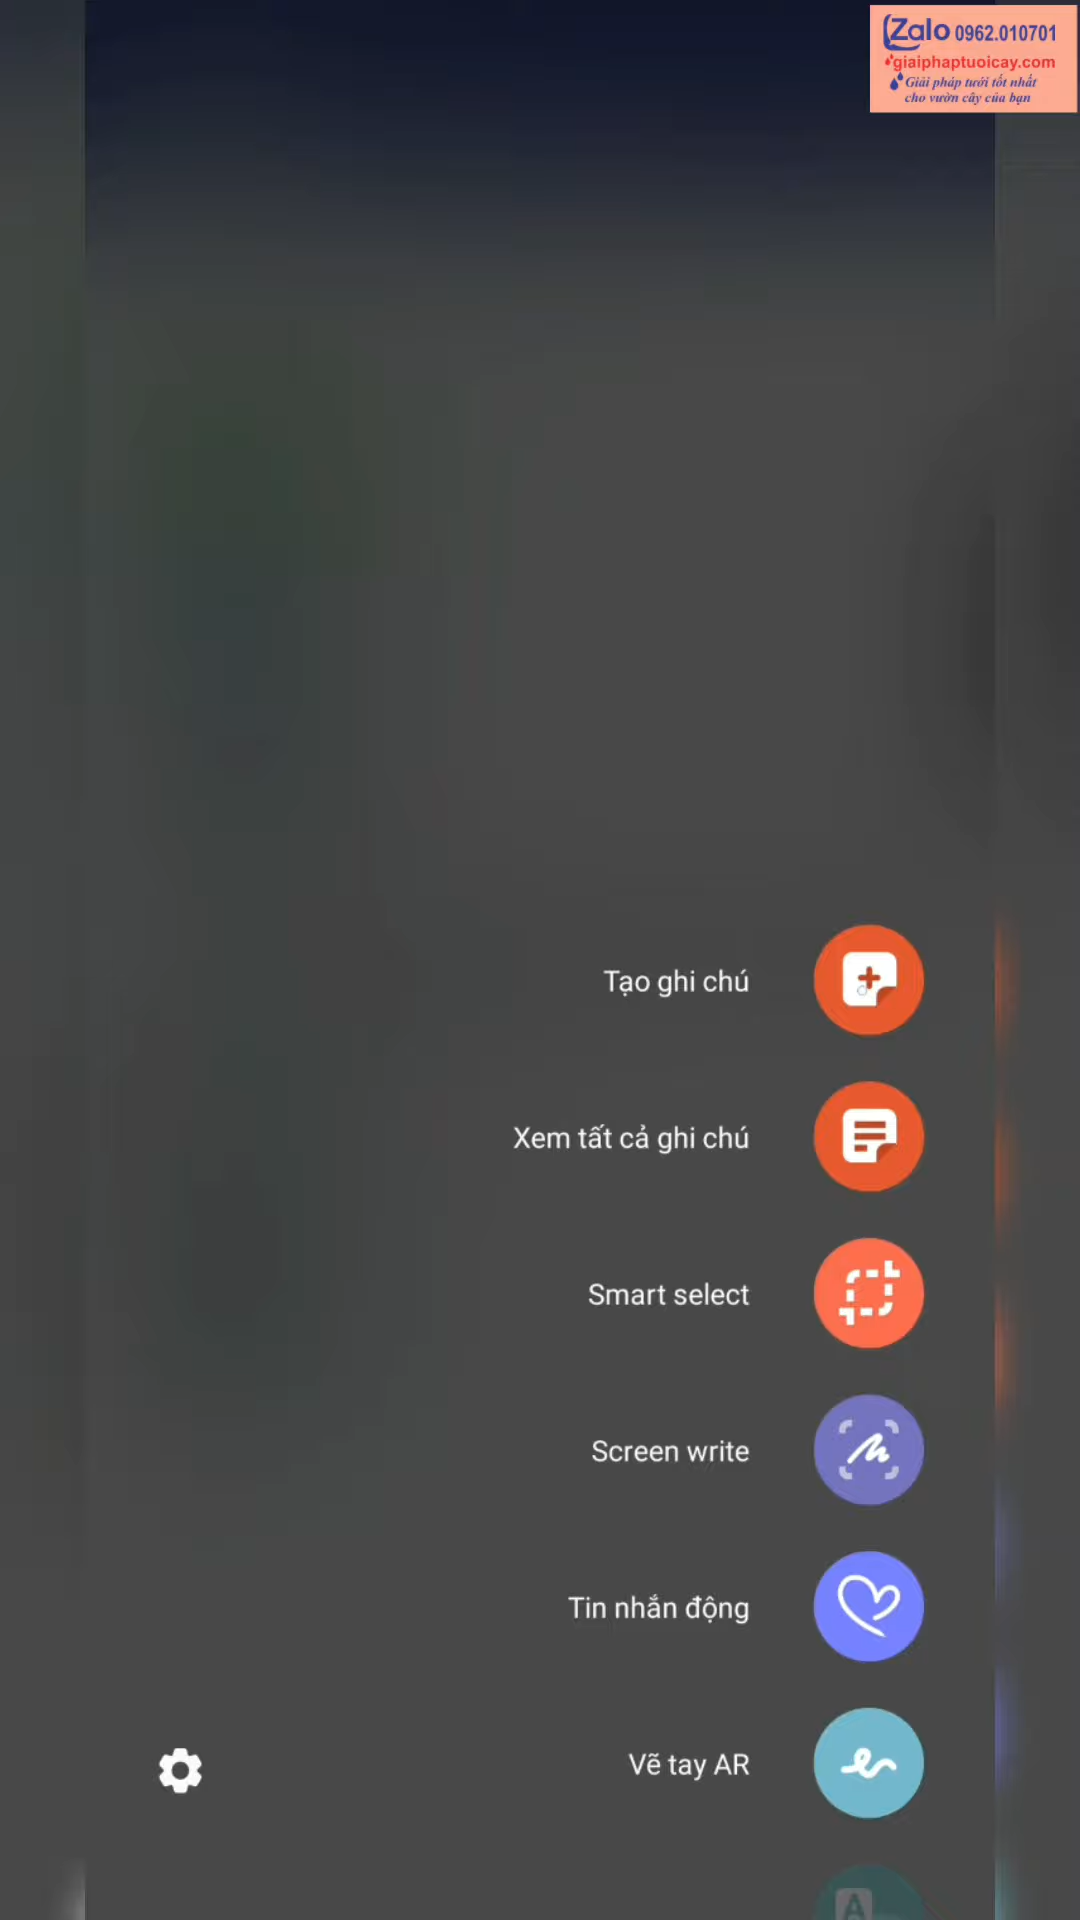 Zalo 0962.010701
giaiphaptuoicay.com
Giải pháp tưới tốt nhất
cho vườn cây của bạn
Tạo ghi chú
Xem tất cả ghi chú
Smart select
Screen write
Tin nhắn động
Vẽ tay AR
A